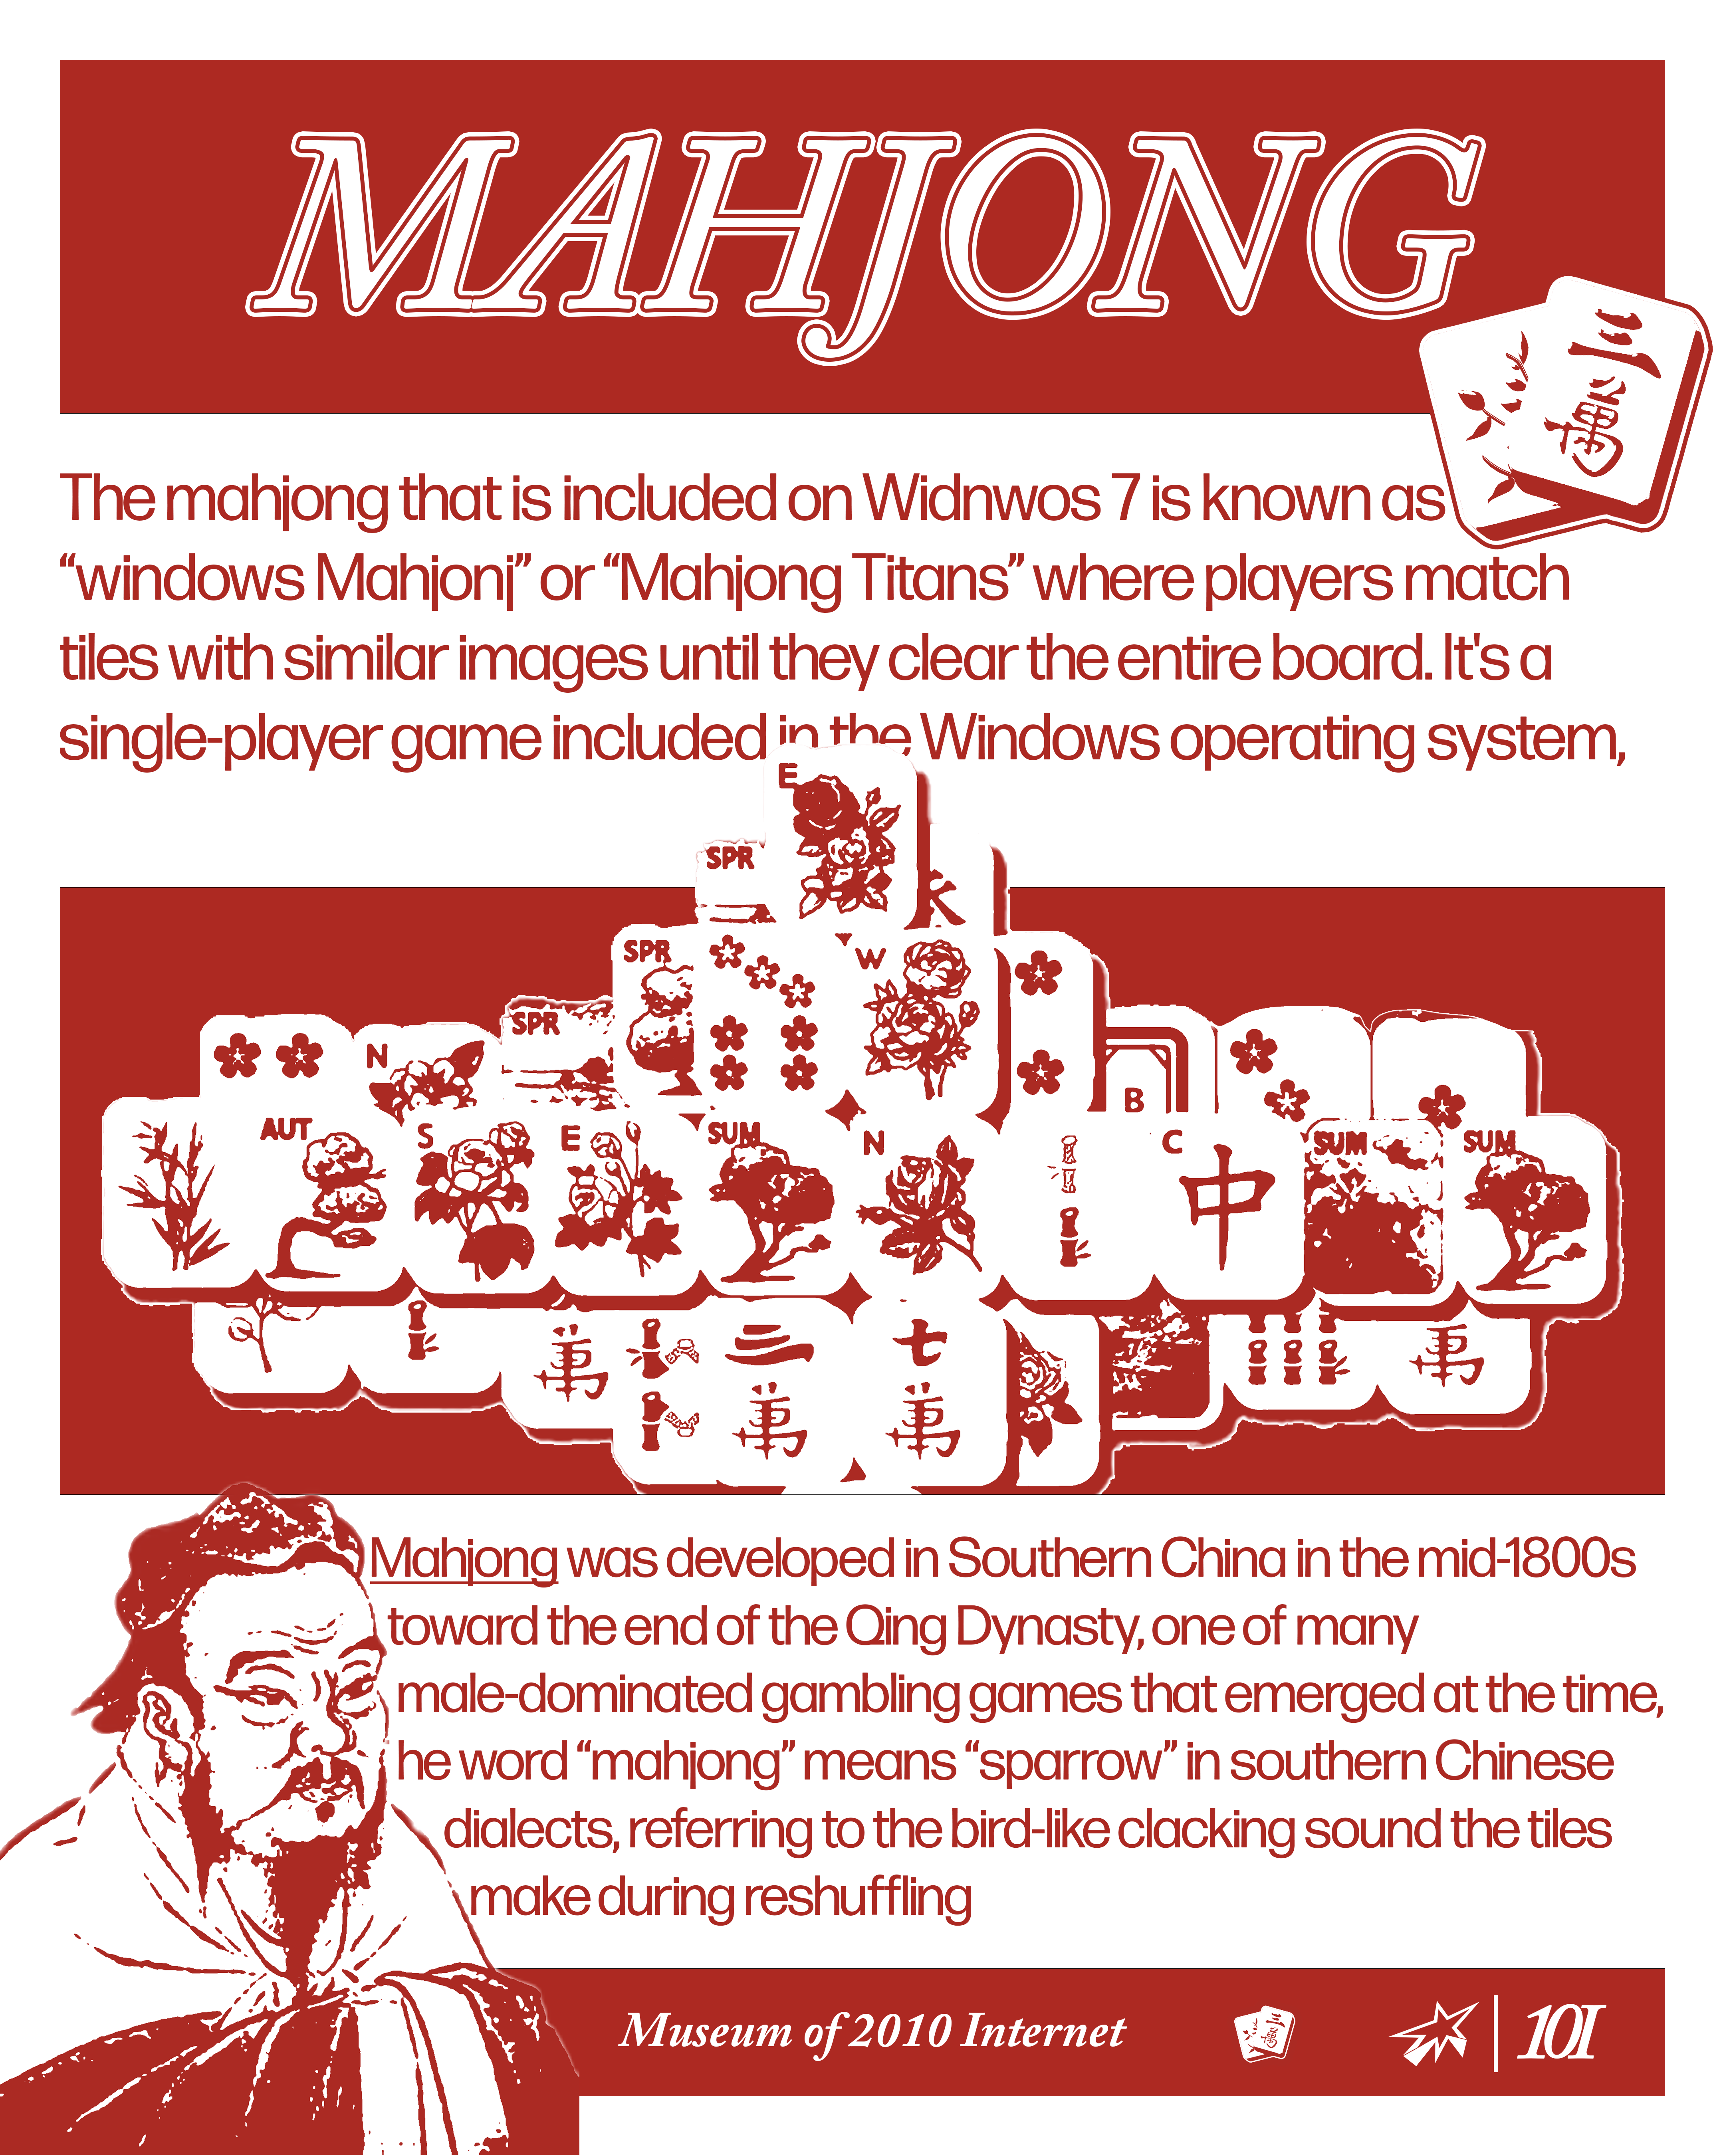 MAHJONG
三
萬
The mahjong that is included on Widnwos 7 is known as
“windows Mahjonj” or “Mahjong Titans” where players match
tiles with similar images until they clear the entire board. It's a
single-player game included in the Windows operating system,
E
SPR
SPR
W
SPR
N
B
AUT
S
E
SUM
N
C
中
SUM
SUM
萬
三
萬
七
萬
萬
Mahjong was developed in Southern China in the mid-1800s
toward the end of the Qing Dynasty, one of many
male-dominated gambling games that emerged at the time,
he word “mahjong” means “sparrow” in southern Chinese
dialects, referring to the bird-like clacking sound the tiles
make during reshuffling
Museum of 2010 Internet
三
萬
10I